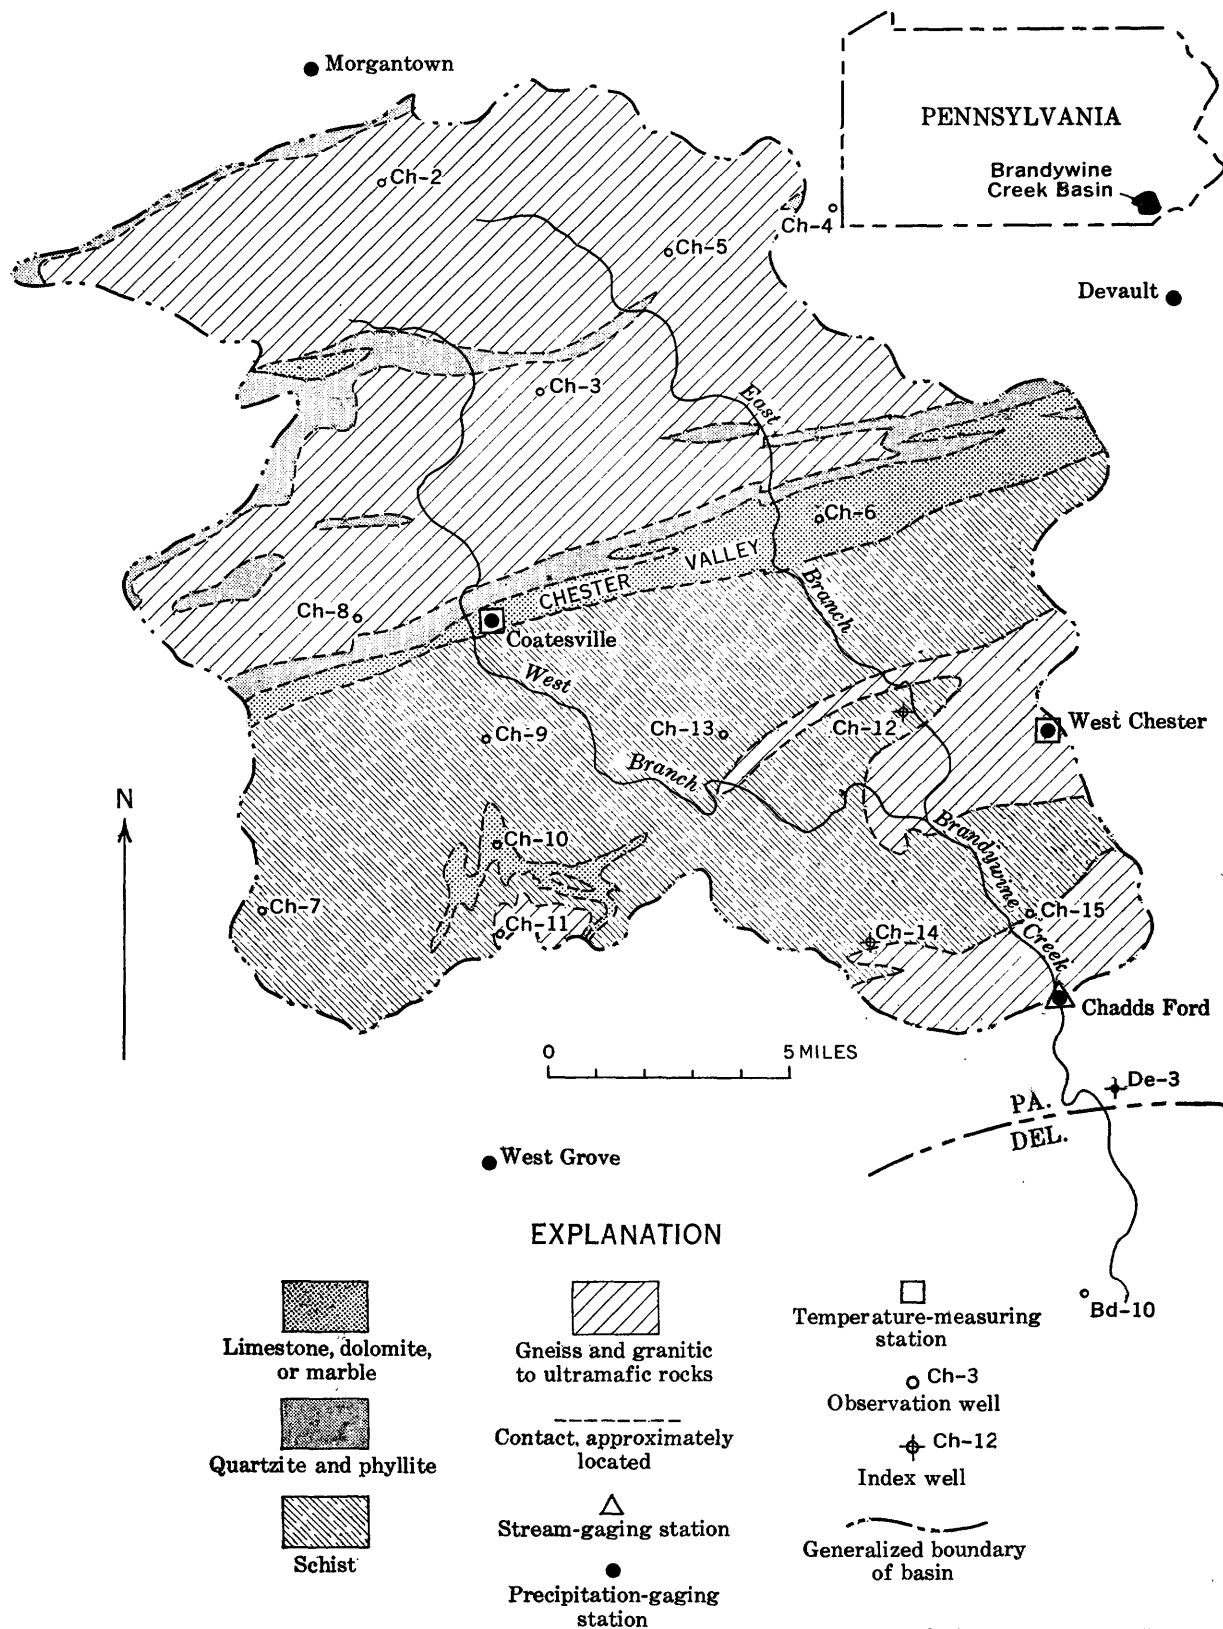 Morgantown
PENNSYLVANIA
Brandywine
Creek Basin
Ch-2
Ch-4
Ch-5
Devault
Ch-3
East
Ch-6
CHESTER VALLEY
Branch
Ch-8
Coatesville
West
Ch-12
West Chester
Ch-9
Ch-13
Branch
N
Brandywine
Ch-10
Ch-7
Ch-11
Ch-14
Ch-15
Creek
Chadds Ford
0 5 MILES
De-3
PA.
DEL.
West Grove
EXPLANATION
Limestone, dolomite,
or marble
Quartzite and phyllite
Schist
Gneiss and granitic
to ultramafic rocks
Contact, approximately
located
Stream-gaging station
Precipitation-gaging
station
Bd-10
Temperature-measuring
station
Ch-3
Observation well
Ch-12
Index well
Generalized boundary
of basin